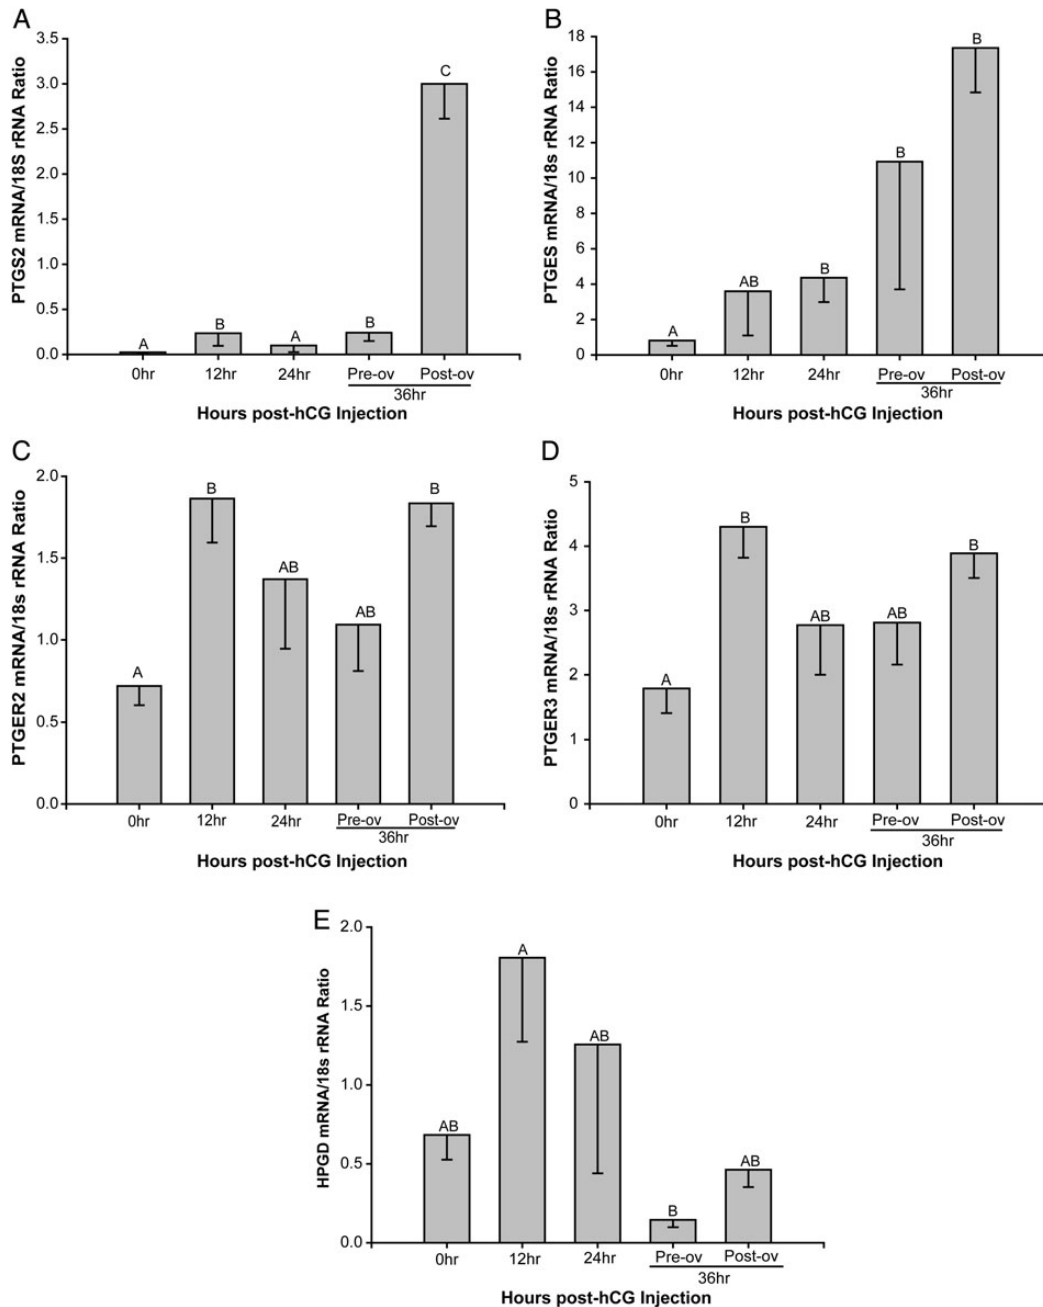 A
PTGS2 mRNA/18S rRNA Ratio
3.5
3.0
2.5
2.0
1.5
1.0
0.5
0.0
A
B
A
B
C
0hr
12hr
24hr
Pre-ov
Post-ov
36hr
Hours post-hCG Injection
B
PTGES mRNA/18s rRNA Ratio
18
16
14
12
10
8
6
4
2
0
A
AB
B
B
B
0hr
12hr
24hr
Pre-ov
Post-ov
36hr
Hours post-hCG Injection
C
PTGER2 mRNA/18s rRNA Ratio
2.0
1.5
1.0
0.5
0.0
A
B
AB
AB
B
0hr
12hr
24hr
Pre-ov
Post-ov
36hr
Hours post-hCG Injection
D
PTGER3 mRNA/18s rRNA Ratio
5
4
3
2
1
0
A
B
AB
AB
B
0hr
12hr
24hr
Pre-ov
Post-ov
36hr
Hours post-hCG Injection
E
HPGD mRNA/18s rRNA Ratio
2.0
1.5
1.0
0.5
0.0
AB
A
AB
B
AB
0hr
12hr
24hr
Pre-ov
Post-ov
36hr
Hours post-hCG Injection